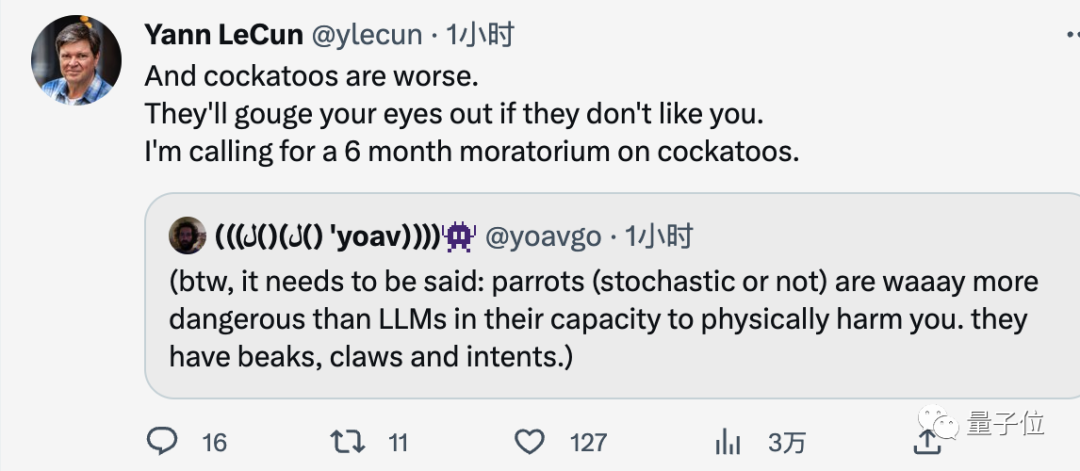 Yann LeCun @ylecun · 1小时
And cockatoos are worse.
They'll gouge your eyes out if they don't like you.
I'm calling for a 6 month moratorium on cockatoos.
(((ل()(ل() 'yoav))))👾 @yoavgo · 1小时
(btw, it needs to be said: parrots (stochastic or not) are waaay more
dangerous than LLMs in their capacity to physically harm you. they
have beaks, claws and intents.)
16 11 127 3万
量子位